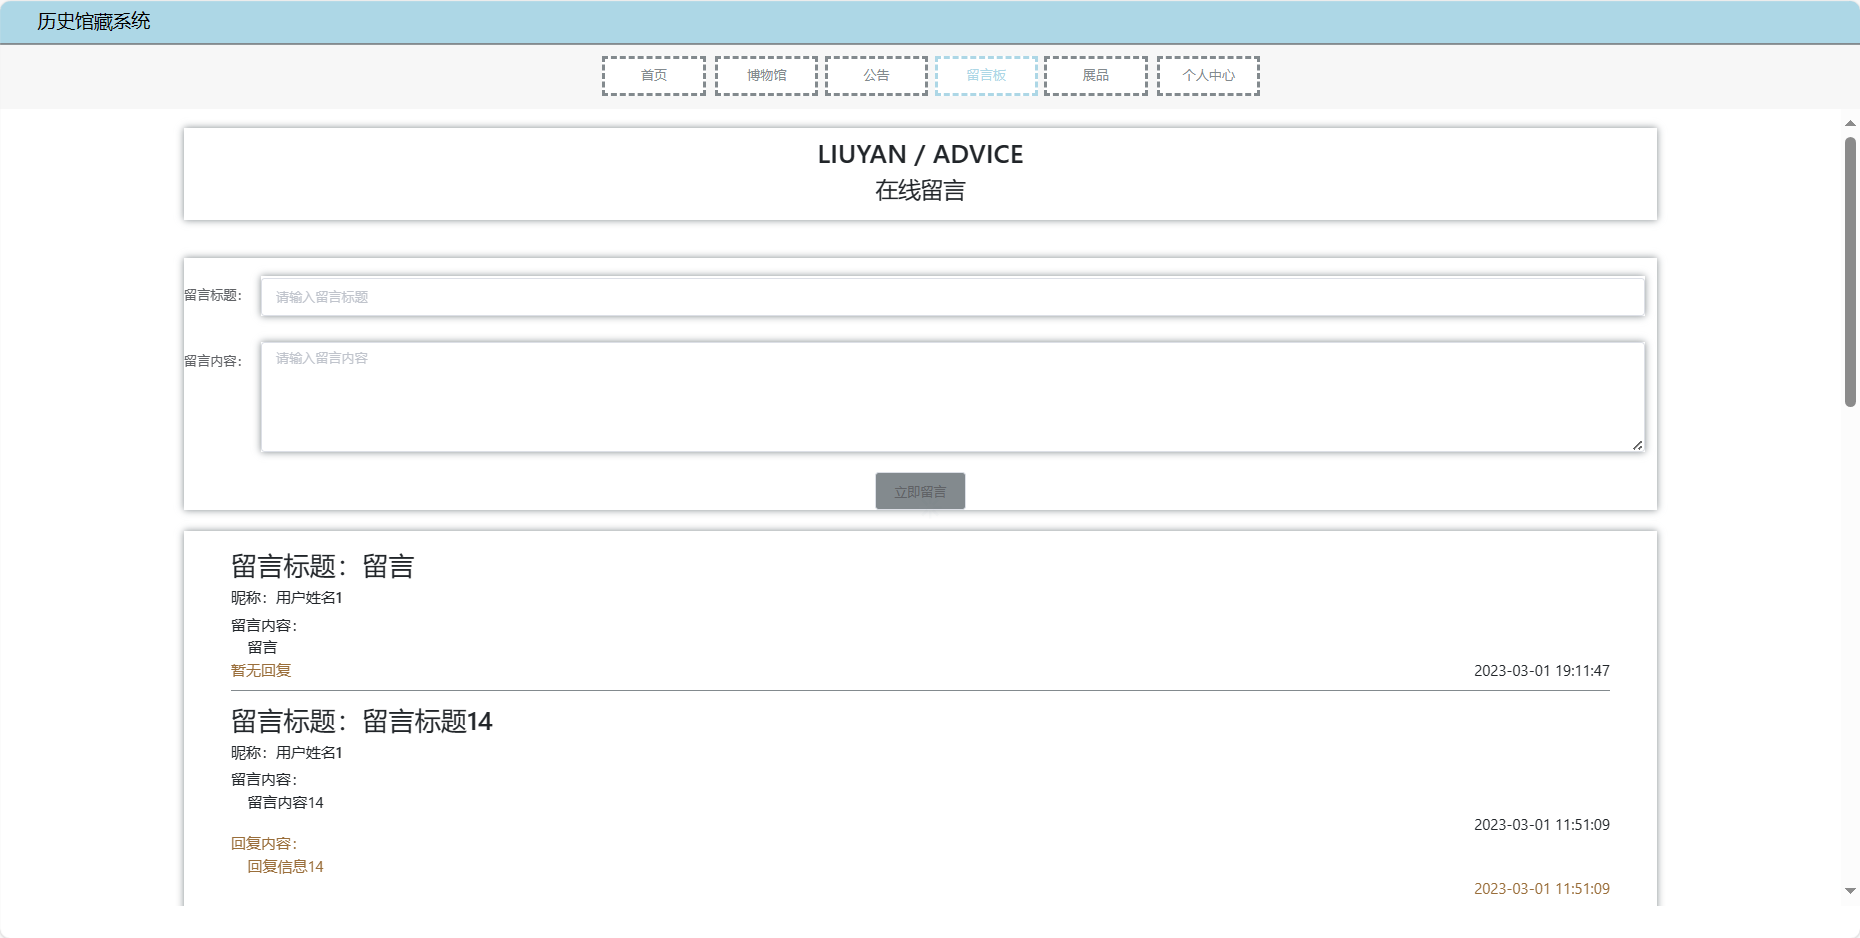 历史馆藏系统
首页 博物馆 公告 留言板 展品 个人中心
LIUYAN / ADVICE
在线留言
留言标题： 请输入留言标题
留言内容： 请输入留言内容
立即留言
留言标题：留言
昵称：用户姓名1
留言内容：
留言
暂无回复 2023-03-01 19:11:47
留言标题：留言标题14
昵称：用户姓名1
留言内容：
留言内容14
2023-03-01 11:51:09
回复内容：
回复信息14
2023-03-01 11:51:09